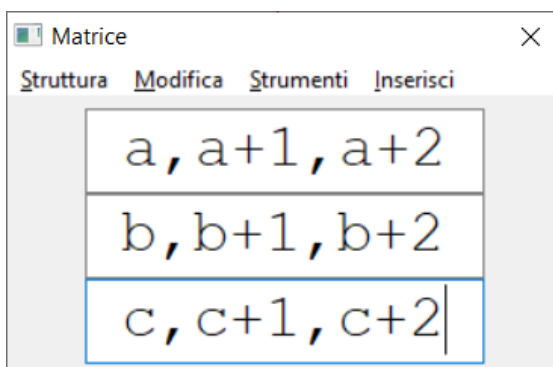 Matrice
Struttura Modifica Strumenti Inserisci
a,a+1,a+2
b,b+1,b+2
c,c+1,c+2